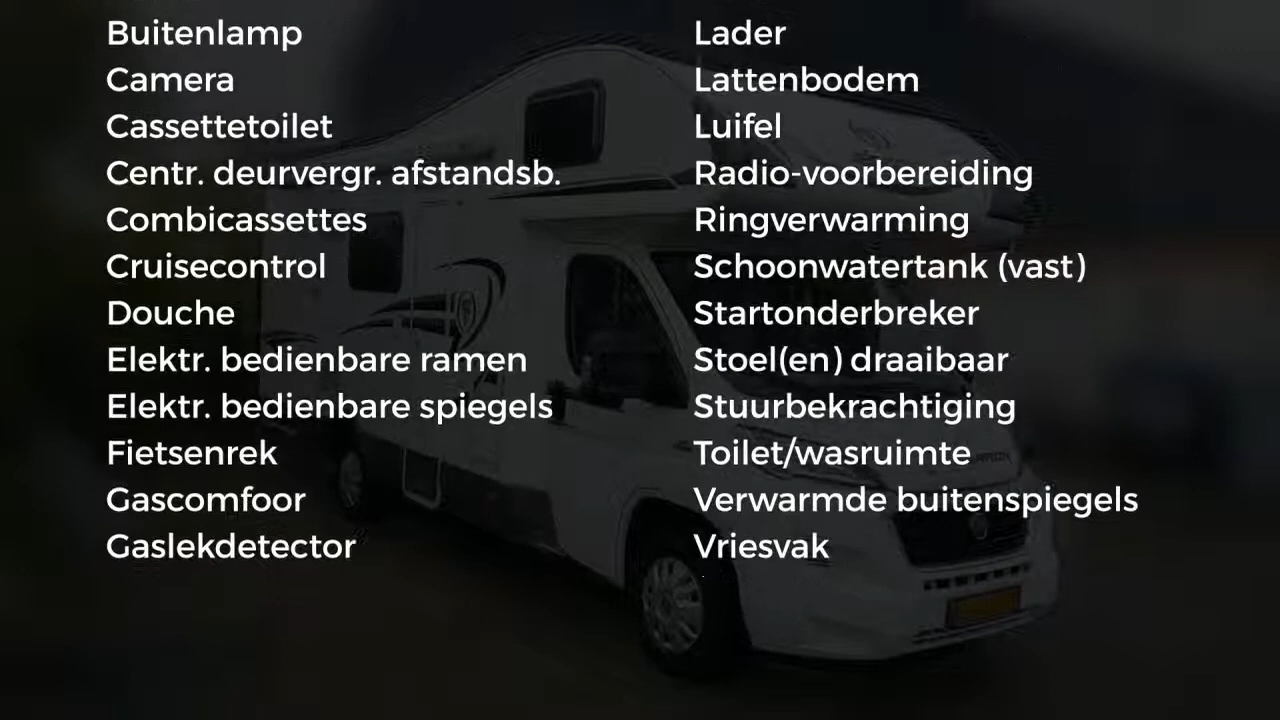 Buitenlamp
Camera
Cassettetoilet
Centr. deurvergr. afstandsb.
Combicassettes
Cruisecontrol
Douche
Elektr. bedienbare ramen
Elektr. bedienbare spiegels
Fietsenrek
Gascomfoor
Gaslekdetector
Lader
Lattenbodem
Luifel
Radio-voorbereiding
Ringverwarming
Schoonwatertank (vast)
Startonderbreker
Stoel(en) draaibaar
Stuurbekrachtiging
Toilet/wasruimte
Verwarmde buitenspiegels
Vriesvak